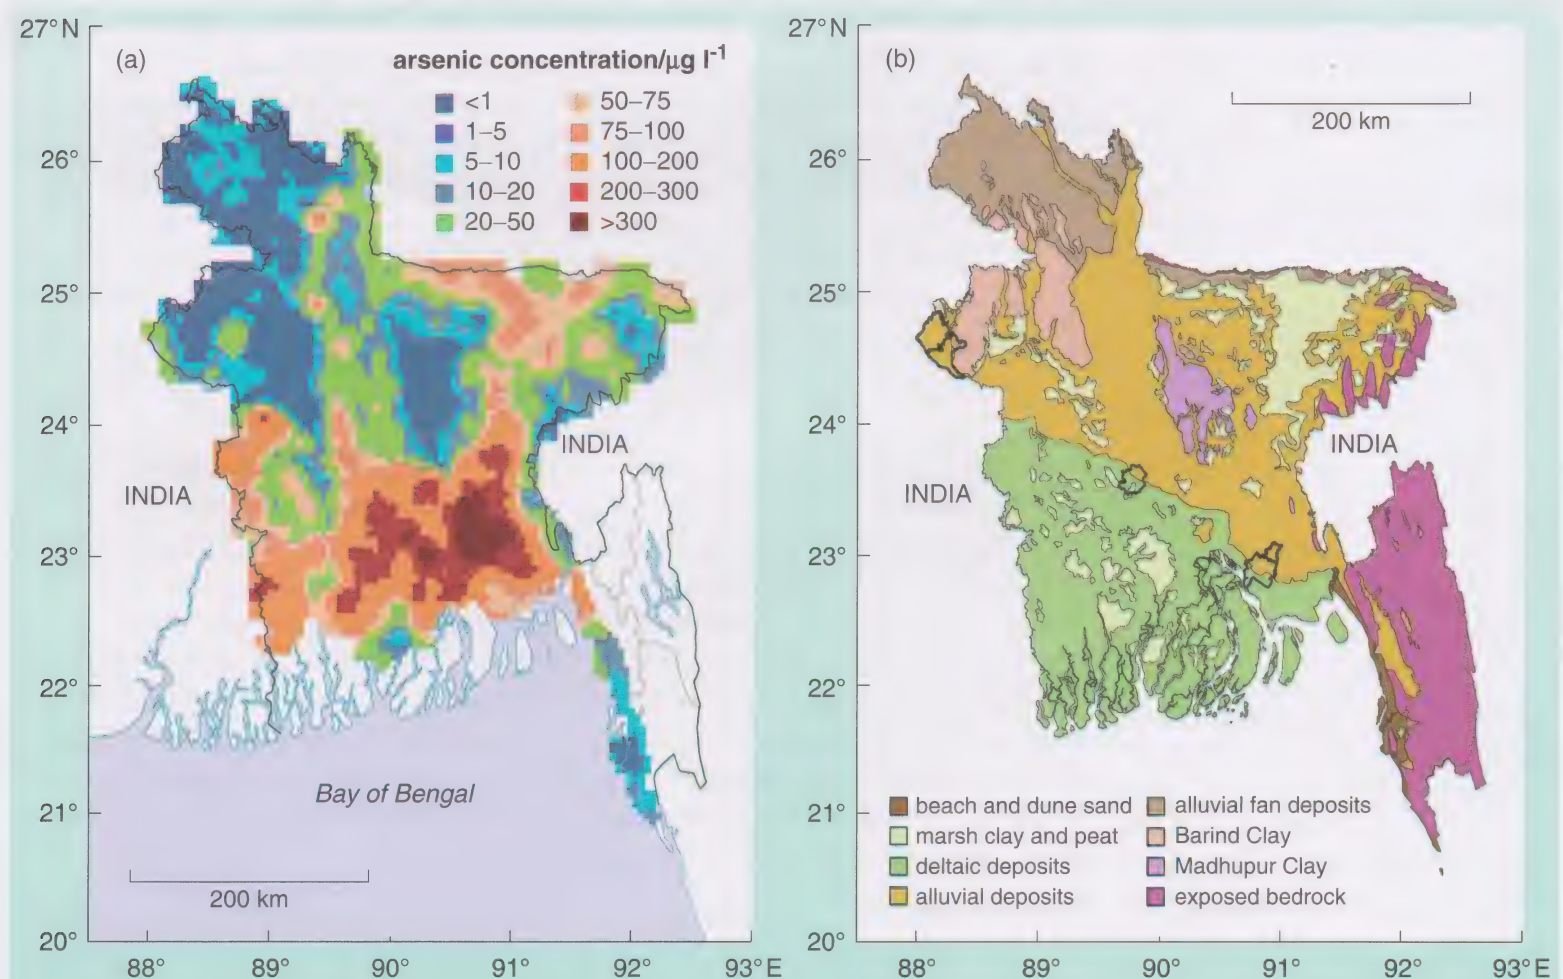 (a)
arsenic concentration/μg l⁻¹
<1
1–5
5–10
10–20
20–50
50–75
75–100
100–200
200–300
>300
27°N
26°
25°
24°
23°
22°
21°
20°
INDIA
INDIA
Bay of Bengal
200 km
88° 89° 90° 91° 92° 93°E
(b)
200 km
27°N
26°
25°
24°
23°
22°
21°
20°
INDIA
INDIA
beach and dune sand
marsh clay and peat
deltaic deposits
alluvial deposits
alluvial fan deposits
Barind Clay
Madhupur Clay
exposed bedrock
88° 89° 90° 91° 92° 93°E